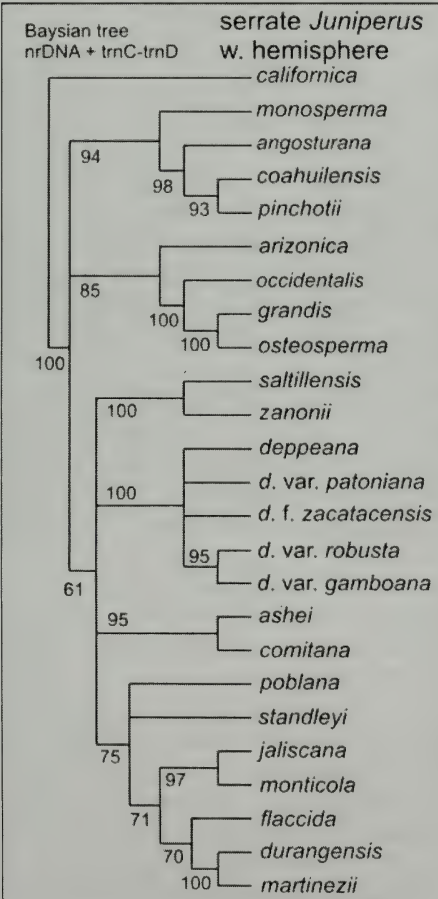 Baysian tree
nrDNA + trnC-trnD
serrate Juniperus
w. hemisphere
californica
monosperma
94
angosturana
98
coahuilensis
93
pinchotii
arizonica
85
occidentalis
100
grandis
100
osteosperma
100
saltillensis
100
zanonii
deppeana
100
d. var. patoniana
d. f. zacatacensis
95
d. var. robusta
d. var. gamboana
61
95
ashei
comitana
poblana
standleyi
75
jaliscana
97
monticola
71
flaccida
70
durangensis
100
martinezii